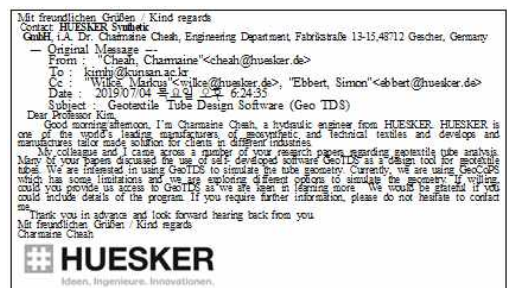 Mit freundlichen Grüßen / Kind regards
Contact: HUESKER Synthetic
GmbH, i.A. Dr. Charmaine Cheah, Engineering Department, Fabrikstraße 13-15,48712 Gescher, Germany
--- Original Message ---
From : "Cheah, Charmaine"<cheah@huesker.de>
To : kimhj@kunsan.ac.kr
Cc : "Wilke, Markus"<wilke@huesker.de>, "Ebbert, Simon"<ebbert@huesker.de>
Date : 2019/07/04 목요일 오후 6:24:35
Subject : Geotextile Tube Design Software (Geo TDS)
Dear Professor Kim,
Good morning/afternoon, I'm Charmaine Cheah, a hydraulic engineer from HUESKER. HUESKER is
one of the world's leading manufacturers of geosynthetic and technical textiles and develops and
manufactures tailor made solution for clients in different industries.
My colleague and I came across a number of your research papers regarding geotextile tube analysis.
Many of your papers discussed the use of self- developed software GeoTDS as a design tool for geotextile
tubes. We are interested in using GeoTDS to simulate the tube geometry. Currently, we are using GeoCoPS
which has some limitations and we are exploring different options to simulate the geometry. If willing,
could you provide us access to GeoTDS as we are keen in learning more. We would be grateful if you
could include details of the program. If you require further information, please do not hesitate to contact
me.
Thank you in advance and look forward hearing back from you.
Mit freundlichen Grüßen / Kind regards
Charmaine Cheah
HUESKER
Ideen. Ingenieure. Innovationen.